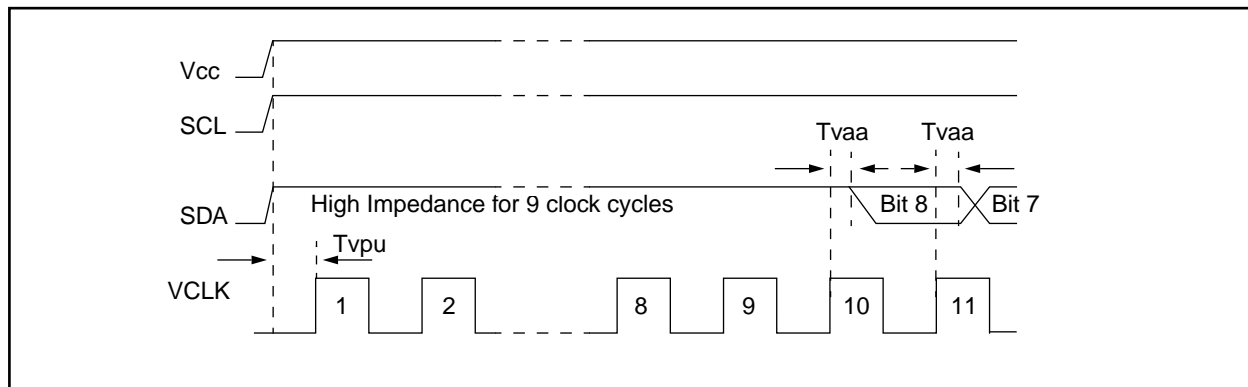 Vcc
SCL
Tvaa Tvaa
SDA
High Impedance for 9 clock cycles
Bit 8
Bit 7
Tvpu
VCLK
1 2 8 9 10 11